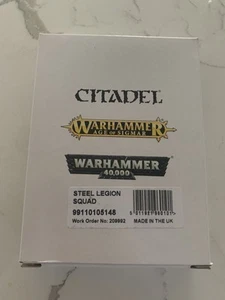 CITADEL
WARHAMMER
AGE OF SIGMAR
WARHAMMER
40,000
STEEL LEGION
SQUAD
99110105148
Work Order No: 209992
MADE IN THE UK